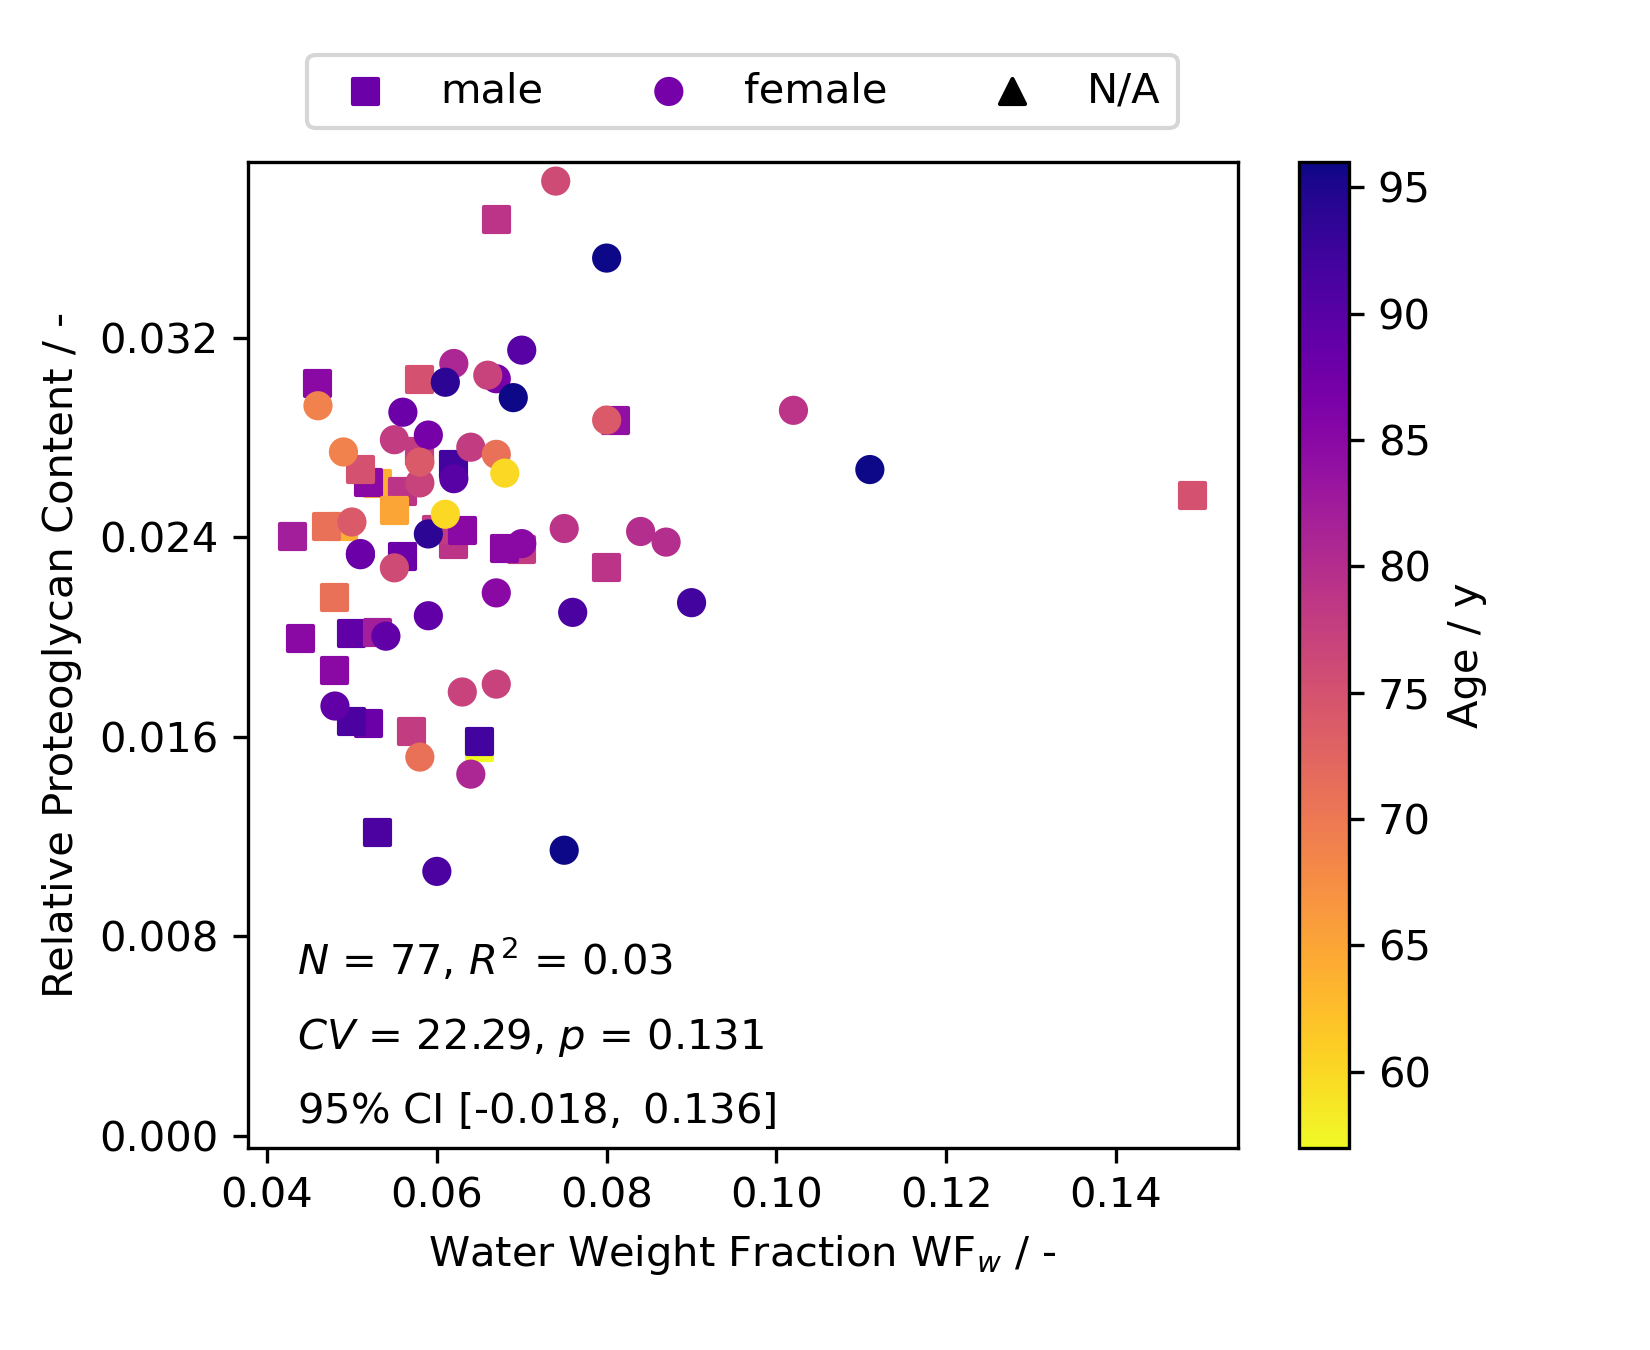 male female N/A
Relative Proteoglycan Content / -
0.032
0.024
0.016
0.008
0.000
N = 77, R² = 0.03
CV = 22.29, p = 0.131
95% CI [-0.018, 0.136]
0.04 0.06 0.08 0.10 0.12 0.14
Water Weight Fraction WF_w / -
95
90
85
80
75
70
65
60
Age / y